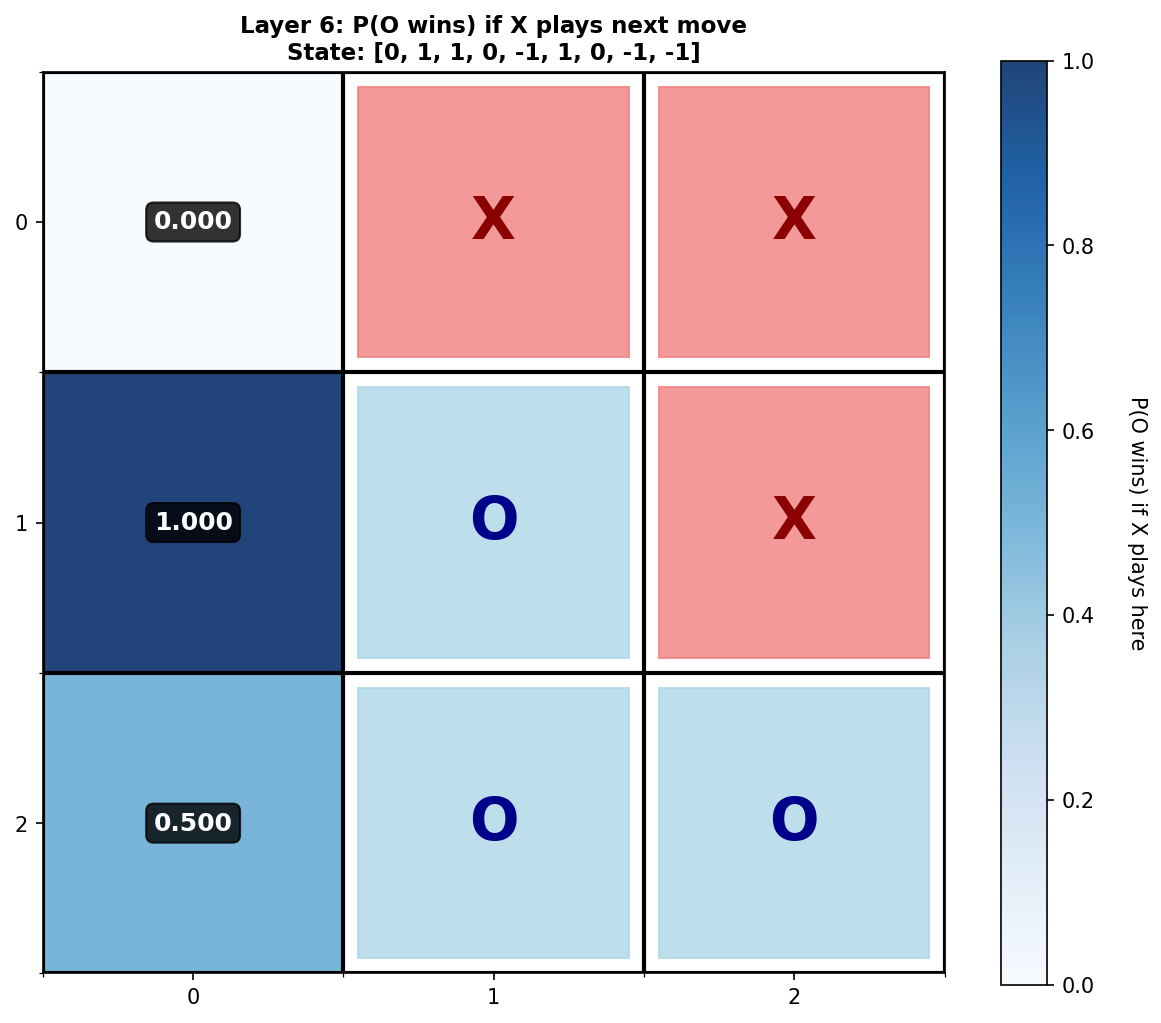 Layer 6: P(O wins) if X plays next move
State: [0, 1, 1, 0, -1, 1, 0, -1, -1]
0
0.000
X
X
1
1.000
O
X
2
0.500
O
O
0
1
2
1.0
0.8
0.6
0.4
0.2
0.0
P(O wins) if X plays here